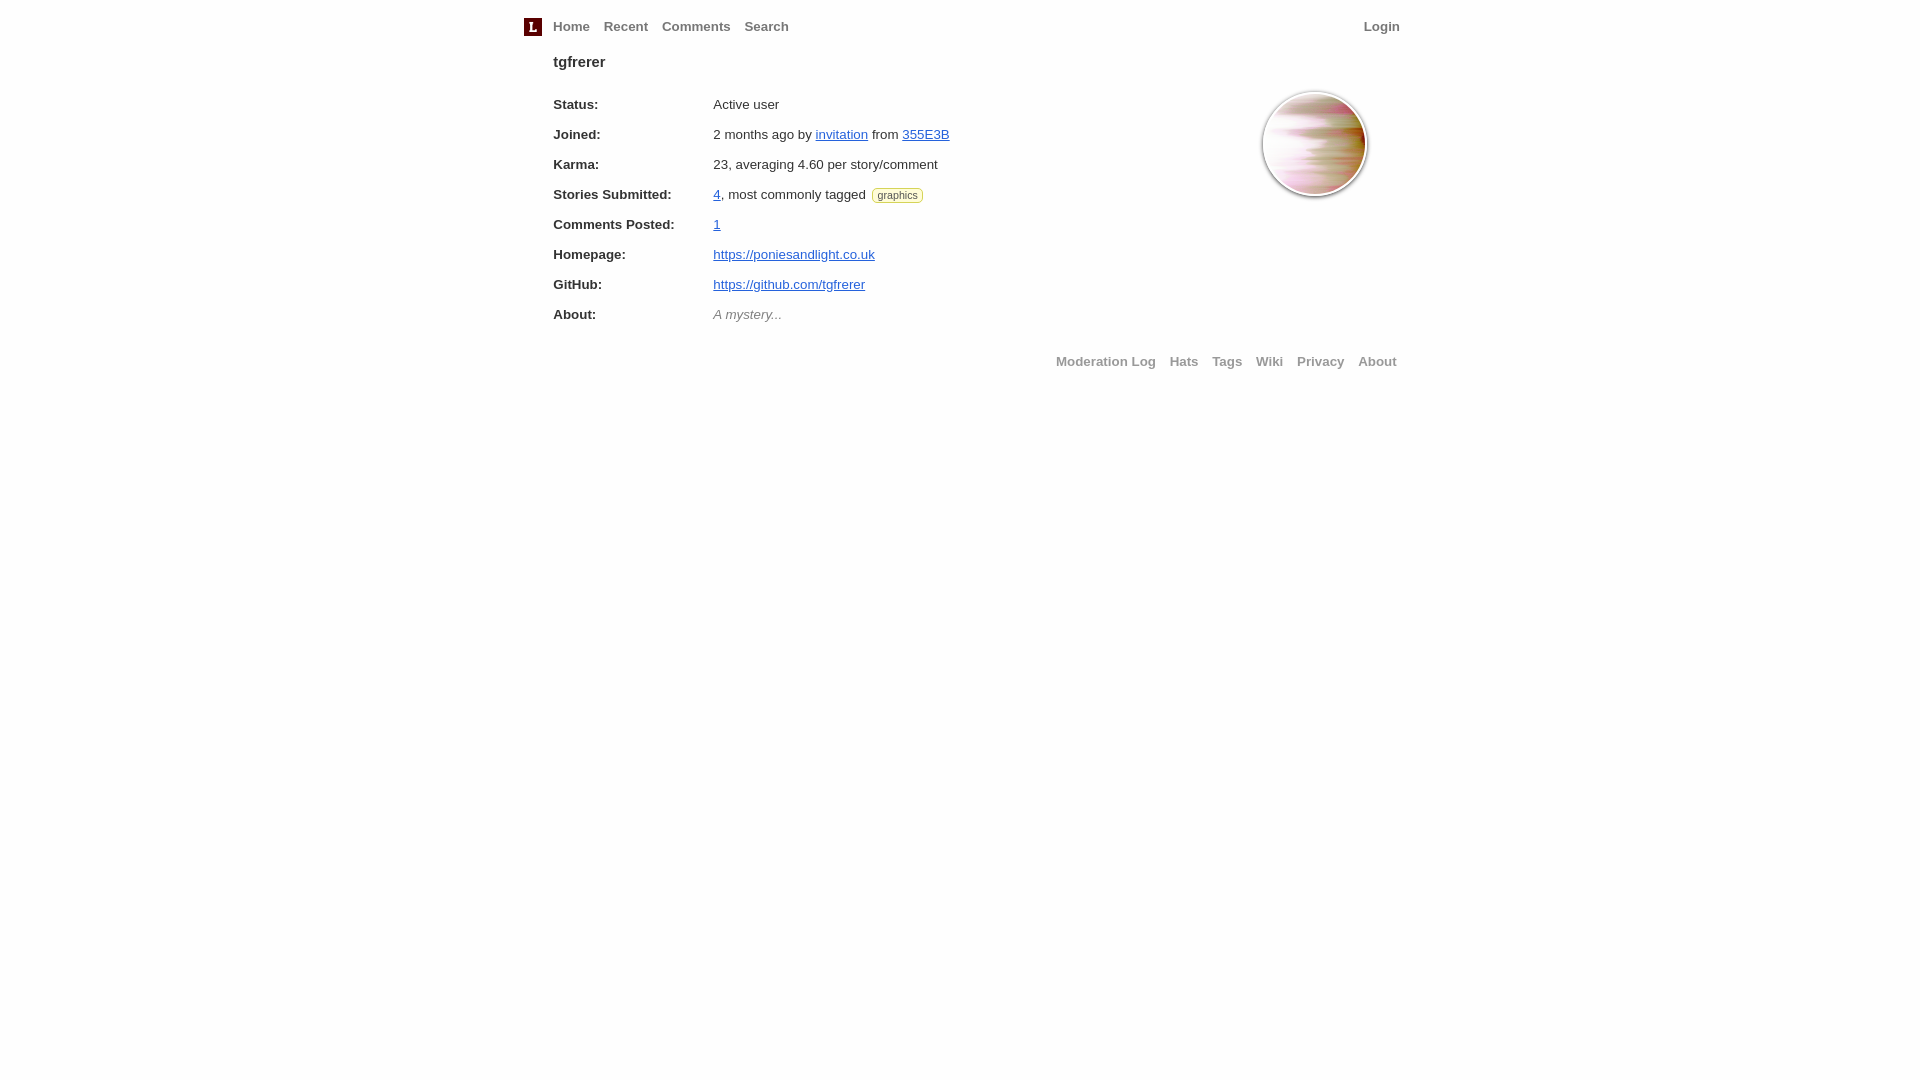 L Home Recent Comments Search Login
tgfrerer
Status: Active user
Joined: 2 months ago by invitation from 355E3B
Karma: 23, averaging 4.60 per story/comment
Stories Submitted: 4, most commonly tagged graphics
Comments Posted: 1
Homepage: https://poniesandlight.co.uk
GitHub: https://github.com/tgfrerer
About: A mystery...
Moderation Log Hats Tags Wiki Privacy About